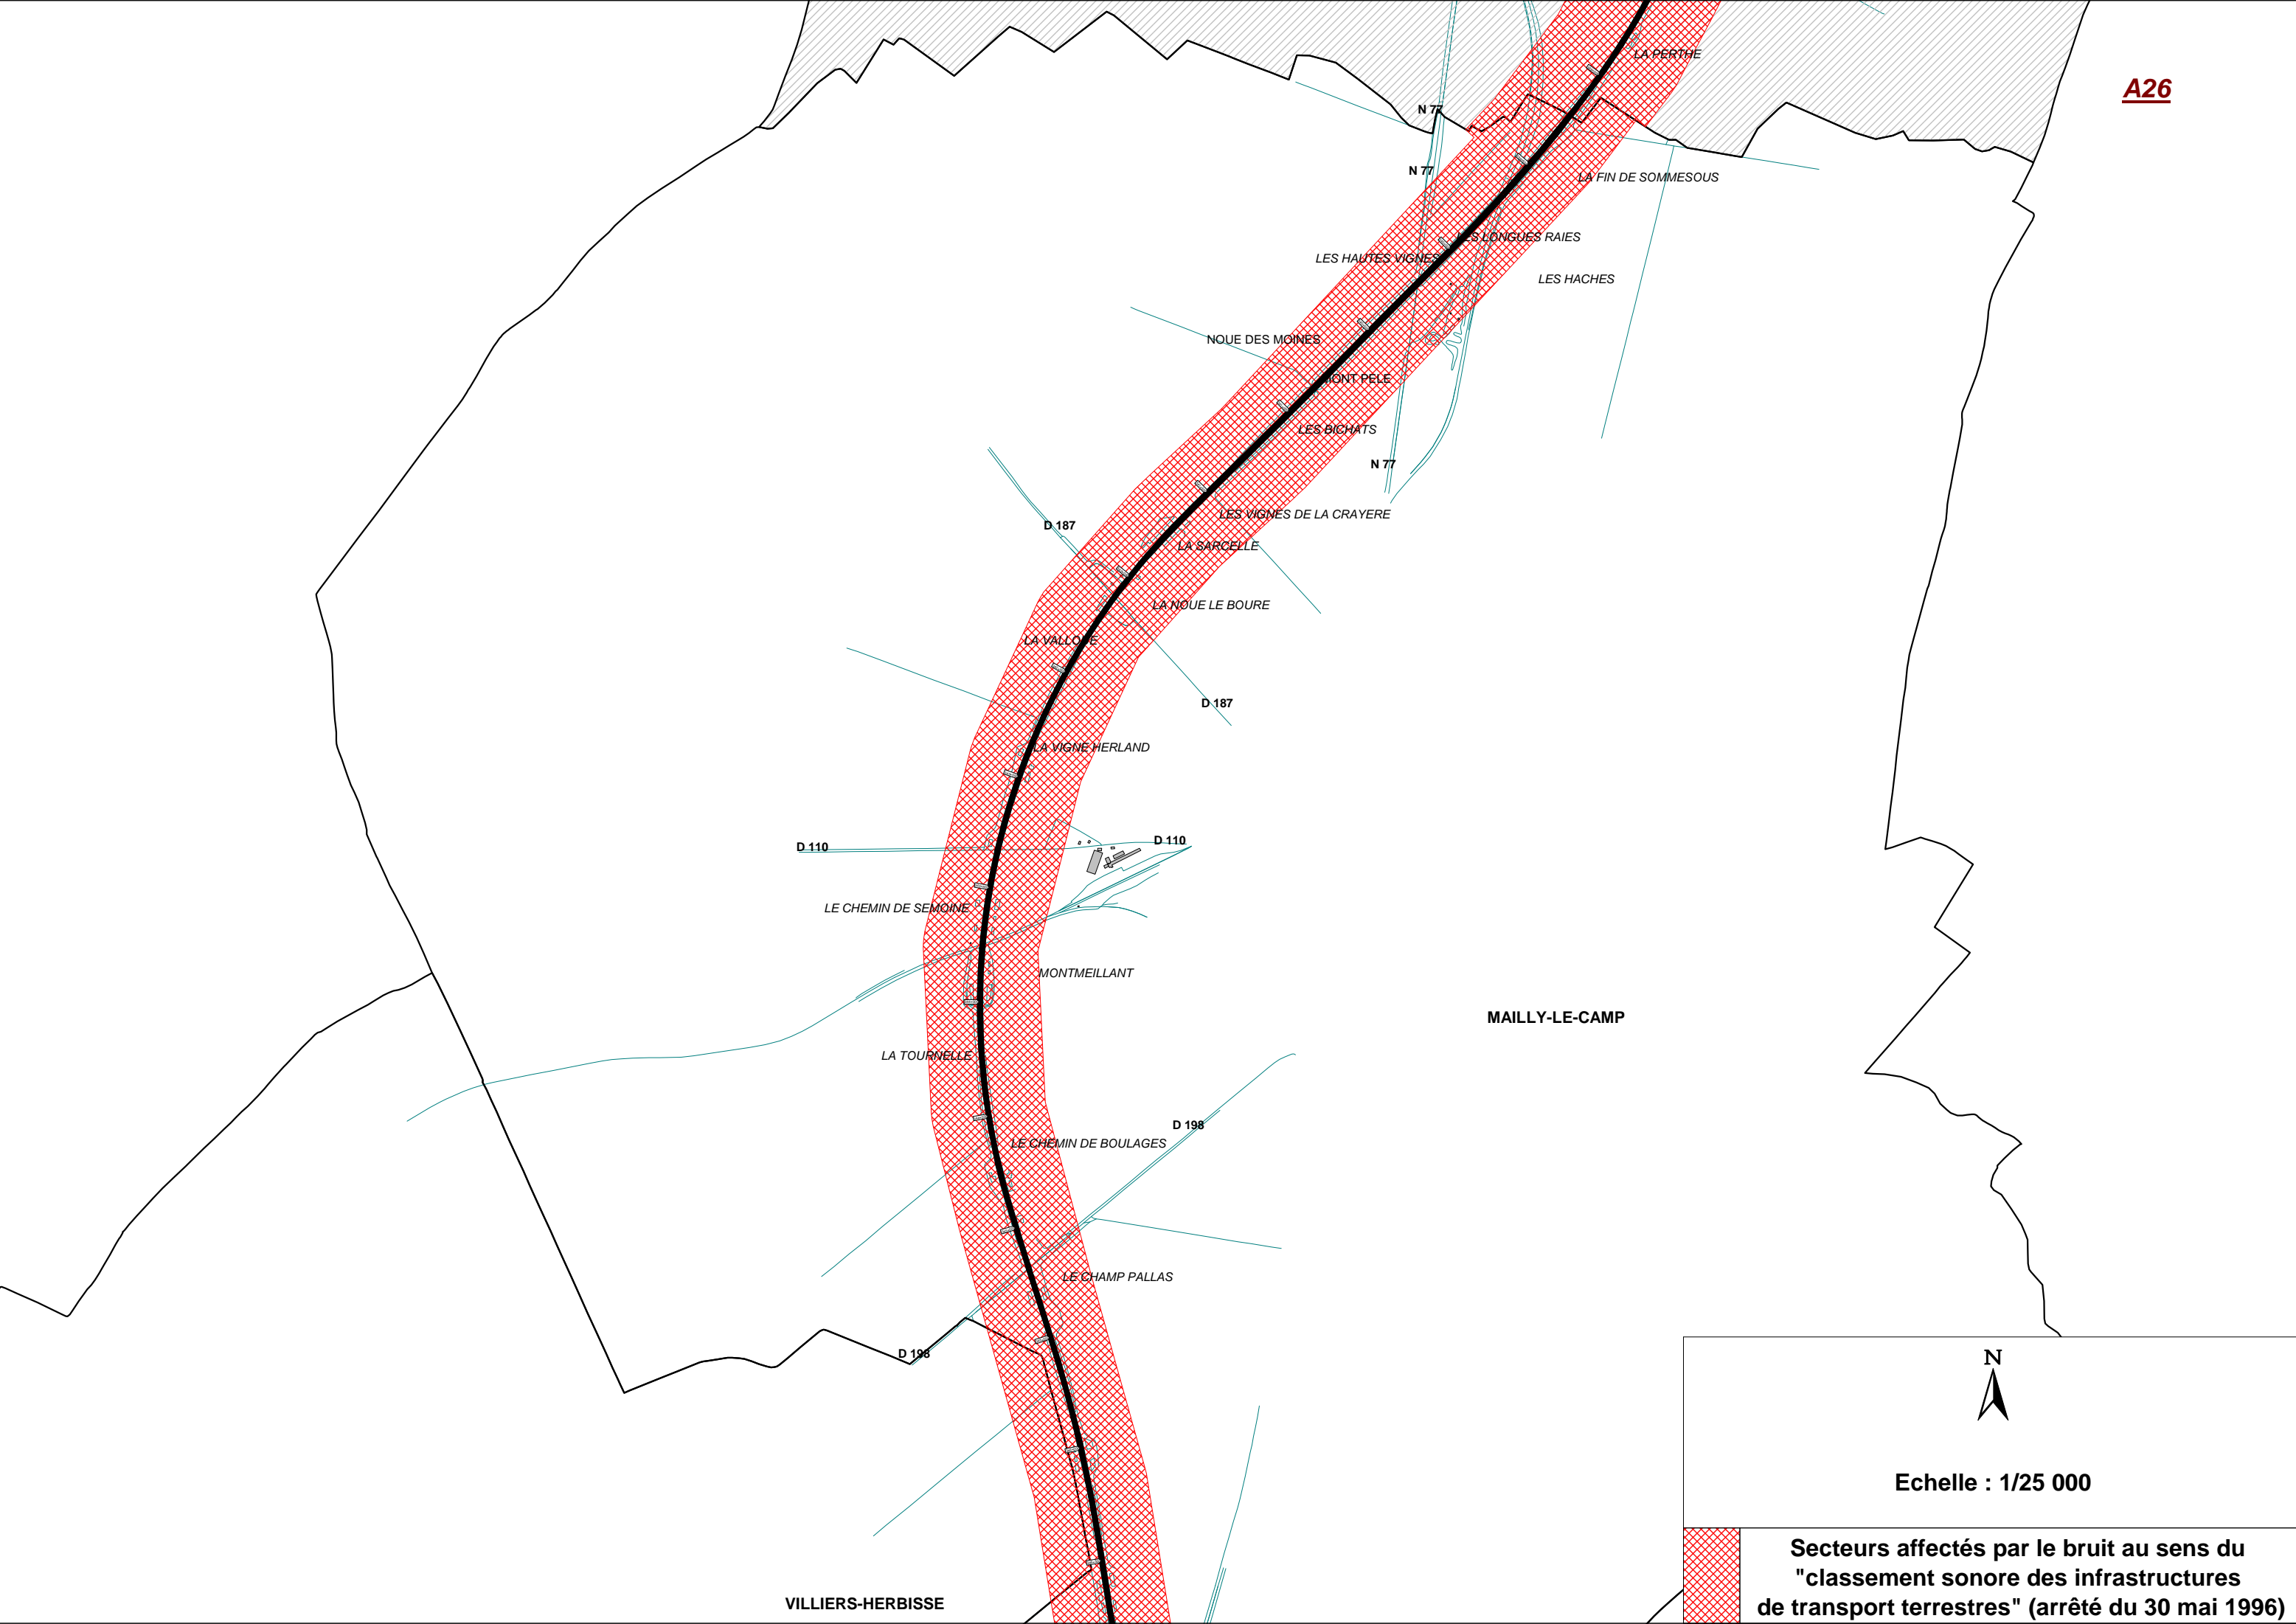 LA PERTHE
A26
N 77
N 77
LA FIN DE SOMMESOUS
LES LONGUES RAIES
LES HAUTES VIGNES
LES HACHES
NOUE DES MOINES
MONT PELE
LES BICHATS
N 77
LES VIGNES DE LA CRAYERE
D 187
LA SARCELLE
LA NOUE LE BOURE
LA VALLOTE
D 187
LA VIGNE HERLAND
D 110
D 110
LE CHEMIN DE SEMOINE
MONTMEILLANT
MAILLY-LE-CAMP
LA TOURNELLE
D 198
LE CHEMIN DE BOULAGES
LE CHAMP PALLAS
D 198
N
Echelle : 1/25 000
Secteurs affectés par le bruit au sens du
"classement sonore des infrastructures
de transport terrestres" (arrêté du 30 mai 1996)
VILLIERS-HERBISSE